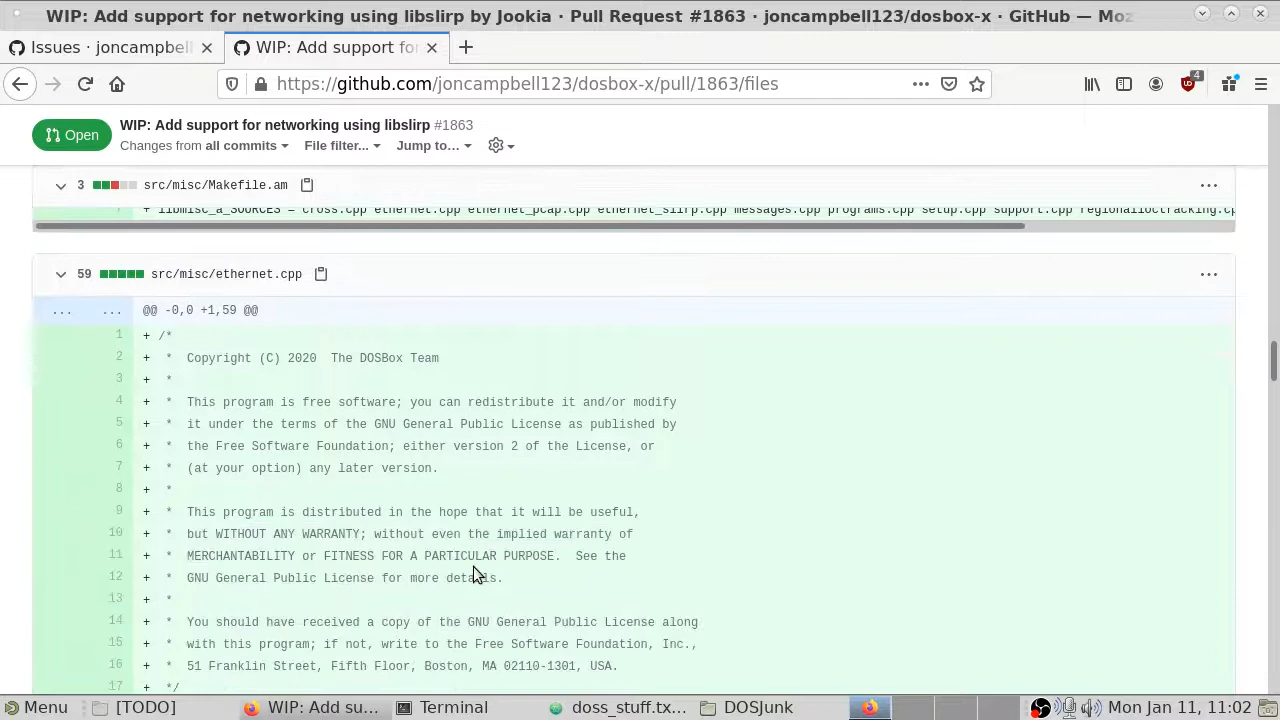 WIP: Add support for networking using libslirp by Jookia · Pull Request #1863 · joncampbell123/dosbox-x · GitHub — Moz
Issues · joncampbell
WIP: Add support fo
https://github.com/joncampbell123/dosbox-x/pull/1863/files
4
Open
WIP: Add support for networking using libslirp #1863
Changes from all commits File filter... Jump to...
3 src/misc/Makefile.am
7 + libmisc_a_SOURCES = cross.cpp ethernet.cpp ethernet_pcap.cpp ethernet_slirp.cpp messages.cpp programs.cpp setup.cpp support.cpp regionalloctracking.cp
59 src/misc/ethernet.cpp
... ... @@ -0,0 +1,59 @@
1 + /*
2 + * Copyright (C) 2020 The DOSBox Team
3 + *
4 + * This program is free software; you can redistribute it and/or modify
5 + * it under the terms of the GNU General Public License as published by
6 + * the Free Software Foundation; either version 2 of the License, or
7 + * (at your option) any later version.
8 + *
9 + * This program is distributed in the hope that it will be useful,
10 + * but WITHOUT ANY WARRANTY; without even the implied warranty of
11 + * MERCHANTABILITY or FITNESS FOR A PARTICULAR PURPOSE. See the
12 + * GNU General Public License for more details.
13 + *
14 + * You should have received a copy of the GNU General Public License along
15 + * with this program; if not, write to the Free Software Foundation, Inc.,
16 + * 51 Franklin Street, Fifth Floor, Boston, MA 02110-1301, USA.
17 + */
Menu [TODO] WIP: Add su... Terminal doss_stuff.tx... DOSJunk Mon Jan 11, 11:02